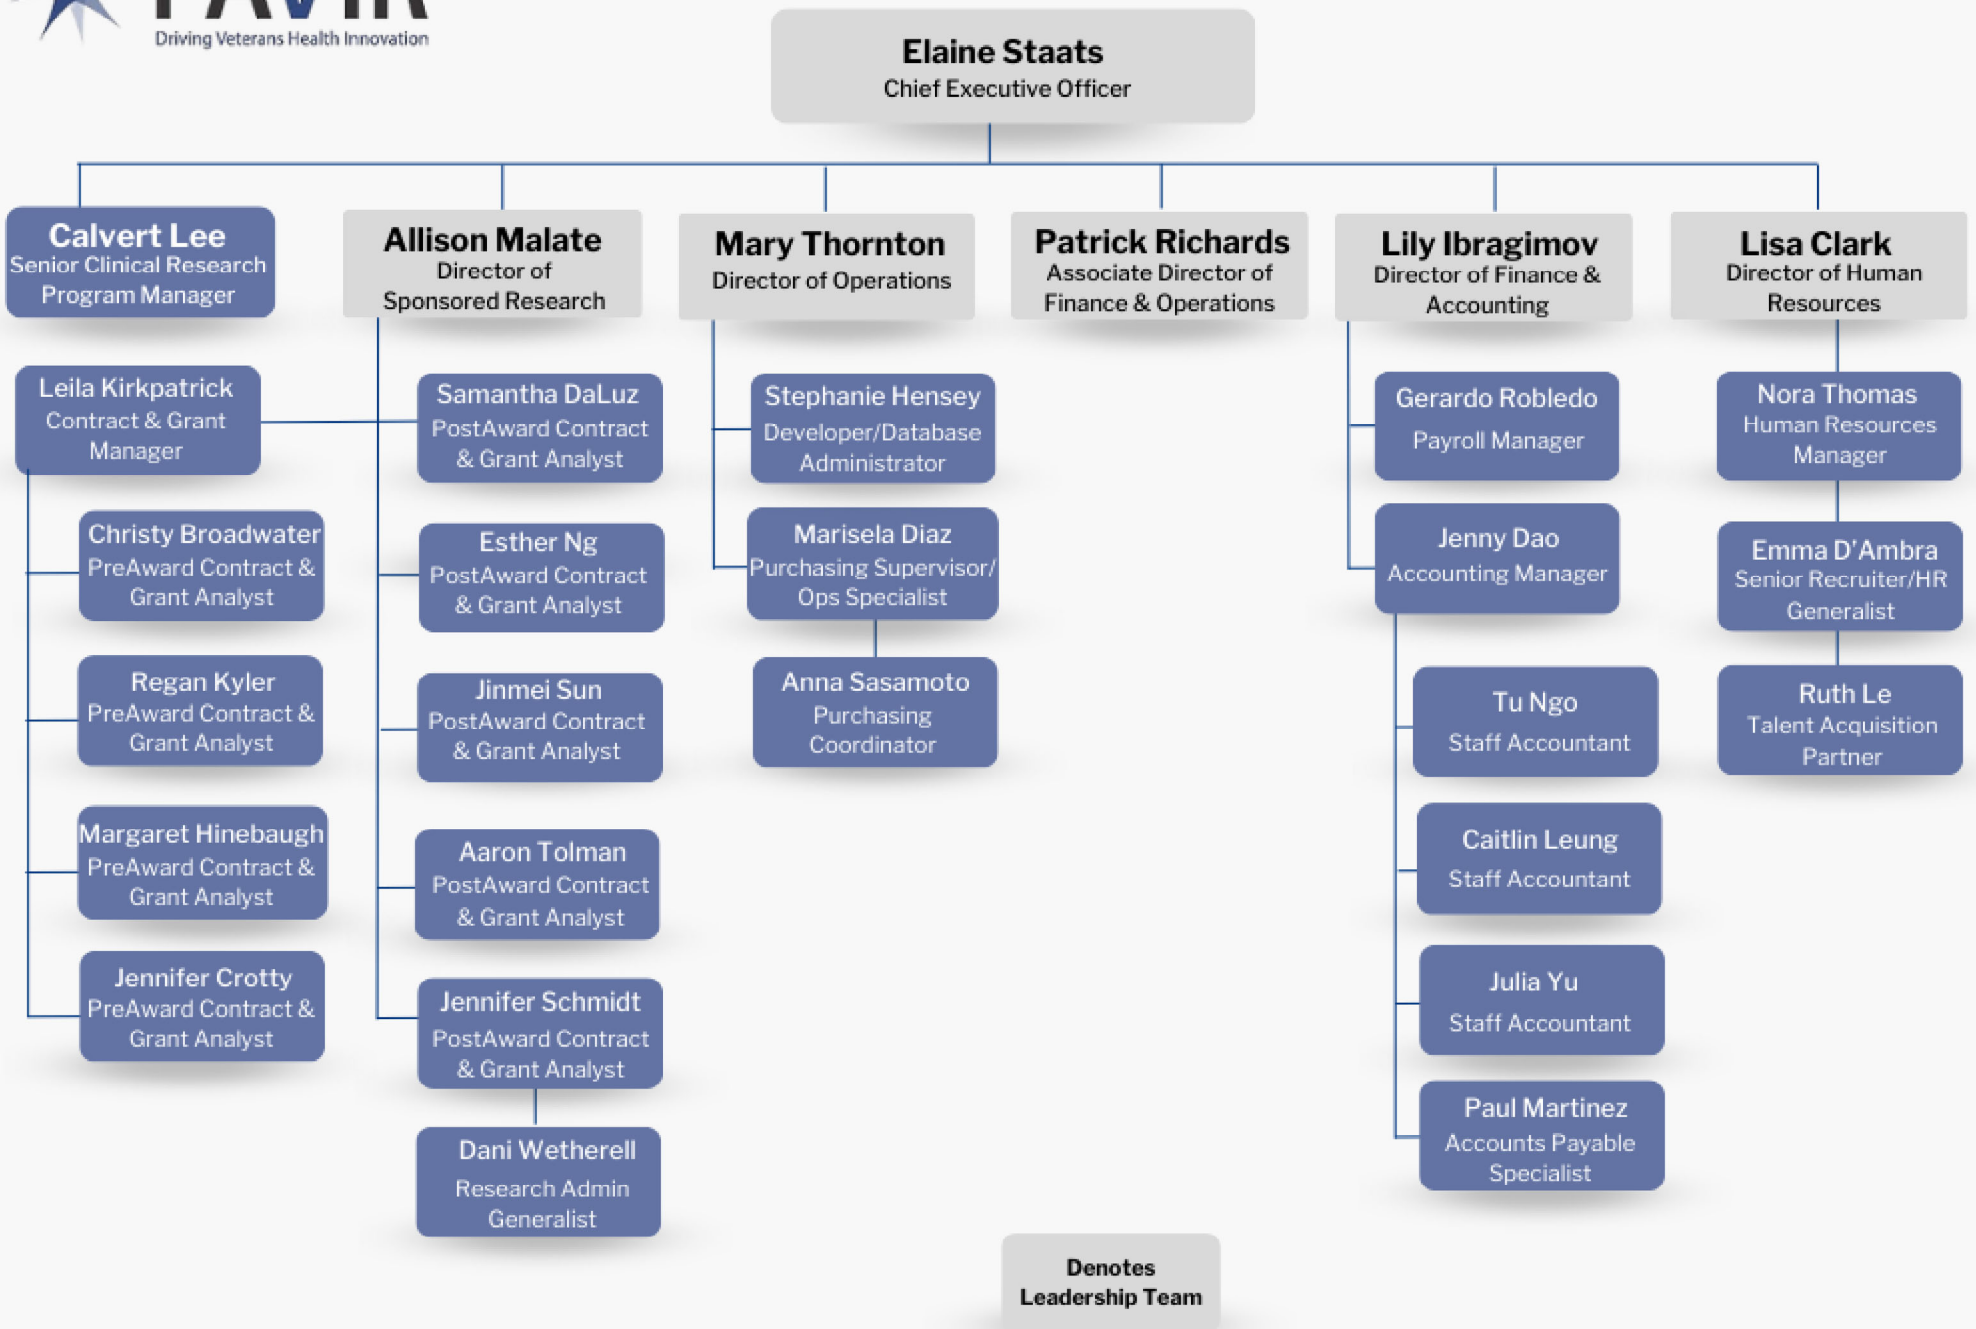 Driving Veterans Health Innovation
Elaine Staats
Chief Executive Officer
Calvert Lee
Senior Clinical Research
Program Manager
Allison Malate
Director of
Sponsored Research
Mary Thornton
Director of Operations
Patrick Richards
Associate Director of
Finance & Operations
Lily Ibragimov
Director of Finance &
Accounting
Lisa Clark
Director of Human
Resources
Leila Kirkpatrick
Contract & Grant
Manager
Christy Broadwater
PreAward Contract &
Grant Analyst
Regan Kyler
PreAward Contract &
Grant Analyst
Margaret Hinebaugh
PreAward Contract &
Grant Analyst
Jennifer Crotty
PreAward Contract &
Grant Analyst
Samantha DaLuz
PostAward Contract
& Grant Analyst
Esther Ng
PostAward Contract
& Grant Analyst
Jinmei Sun
PostAward Contract
& Grant Analyst
Aaron Tolman
PostAward Contract
& Grant Analyst
Jennifer Schmidt
PostAward Contract
& Grant Analyst
Dani Wetherell
Research Admin
Generalist
Stephanie Hensey
Developer/Database
Administrator
Marisela Diaz
Purchasing Supervisor/
Ops Specialist
Anna Sasamoto
Purchasing
Coordinator
Gerardo Robledo
Payroll Manager
Jenny Dao
Accounting Manager
Tu Ngo
Staff Accountant
Caitlin Leung
Staff Accountant
Julia Yu
Staff Accountant
Paul Martinez
Accounts Payable
Specialist
Nora Thomas
Human Resources
Manager
Emma D'Ambra
Senior Recruiter/HR
Generalist
Ruth Le
Talent Acquisition
Partner
Denotes
Leadership Team